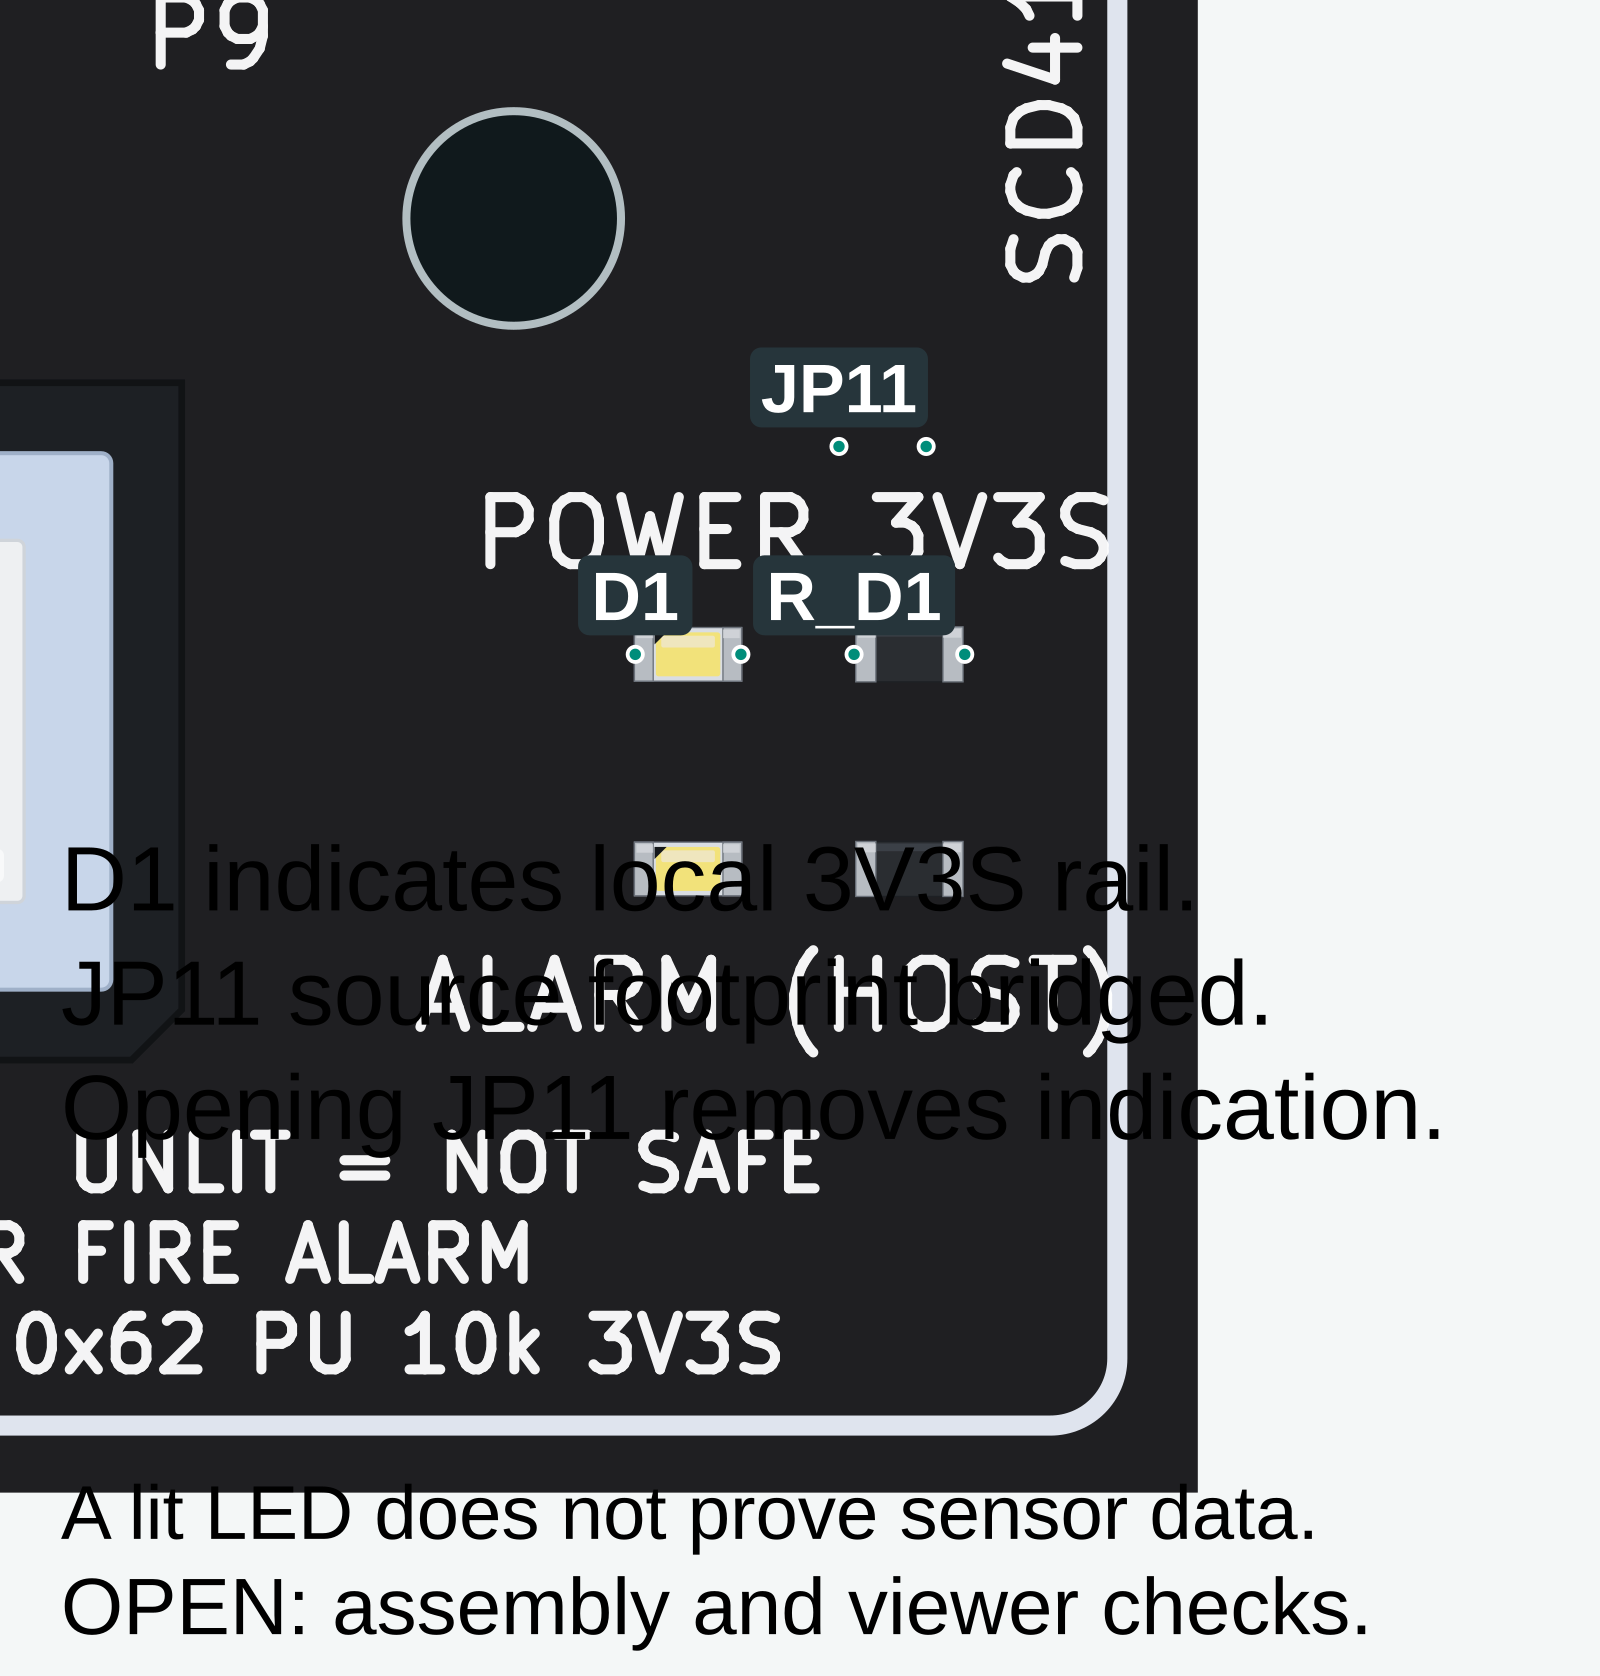 P9
SCD41
JP11
POWER 3V3S
D1 R_D1
D1 indicates local 3V3S rail.
ALARM (HOST)
JP11 source footprint bridged.
Opening JP11 removes indication.
UNLIT = NOT SAFE
R FIRE ALARM
0x62 PU 10k 3V3S
A lit LED does not prove sensor data.
OPEN: assembly and viewer checks.